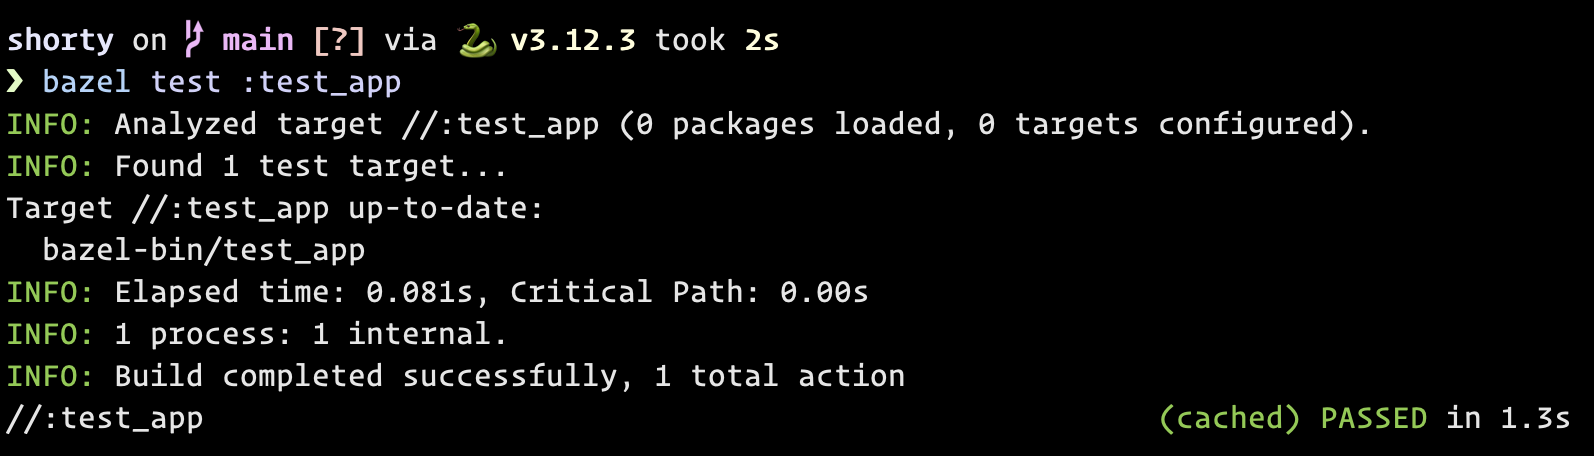 shorty on main [?] via v3.12.3 took 2s
❯ bazel test :test_app
INFO: Analyzed target //:test_app (0 packages loaded, 0 targets configured).
INFO: Found 1 test target...
Target //:test_app up-to-date:
  bazel-bin/test_app
INFO: Elapsed time: 0.081s, Critical Path: 0.00s
INFO: 1 process: 1 internal.
INFO: Build completed successfully, 1 total action
//:test_app (cached) PASSED in 1.3s